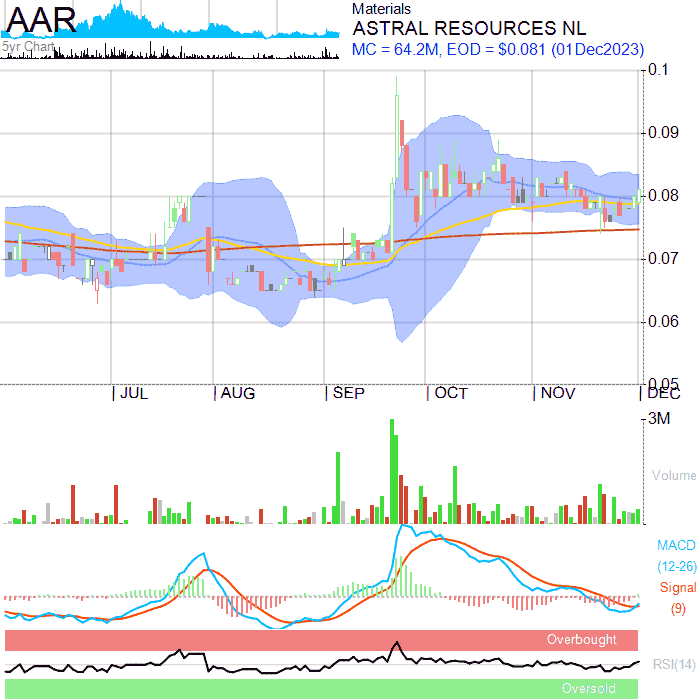 AAR
5yr Chart
Materials
ASTRAL RESOURCES NL
MC = 64.2M, EOD = $0.081 (01Dec2023)
0.1
0.09
0.08
0.07
0.06
0.05
JUL AUG SEP OCT NOV DEC
3M
Volume
MACD
(12-26)
Signal
(9)
Overbought
RSI(14)
Oversold